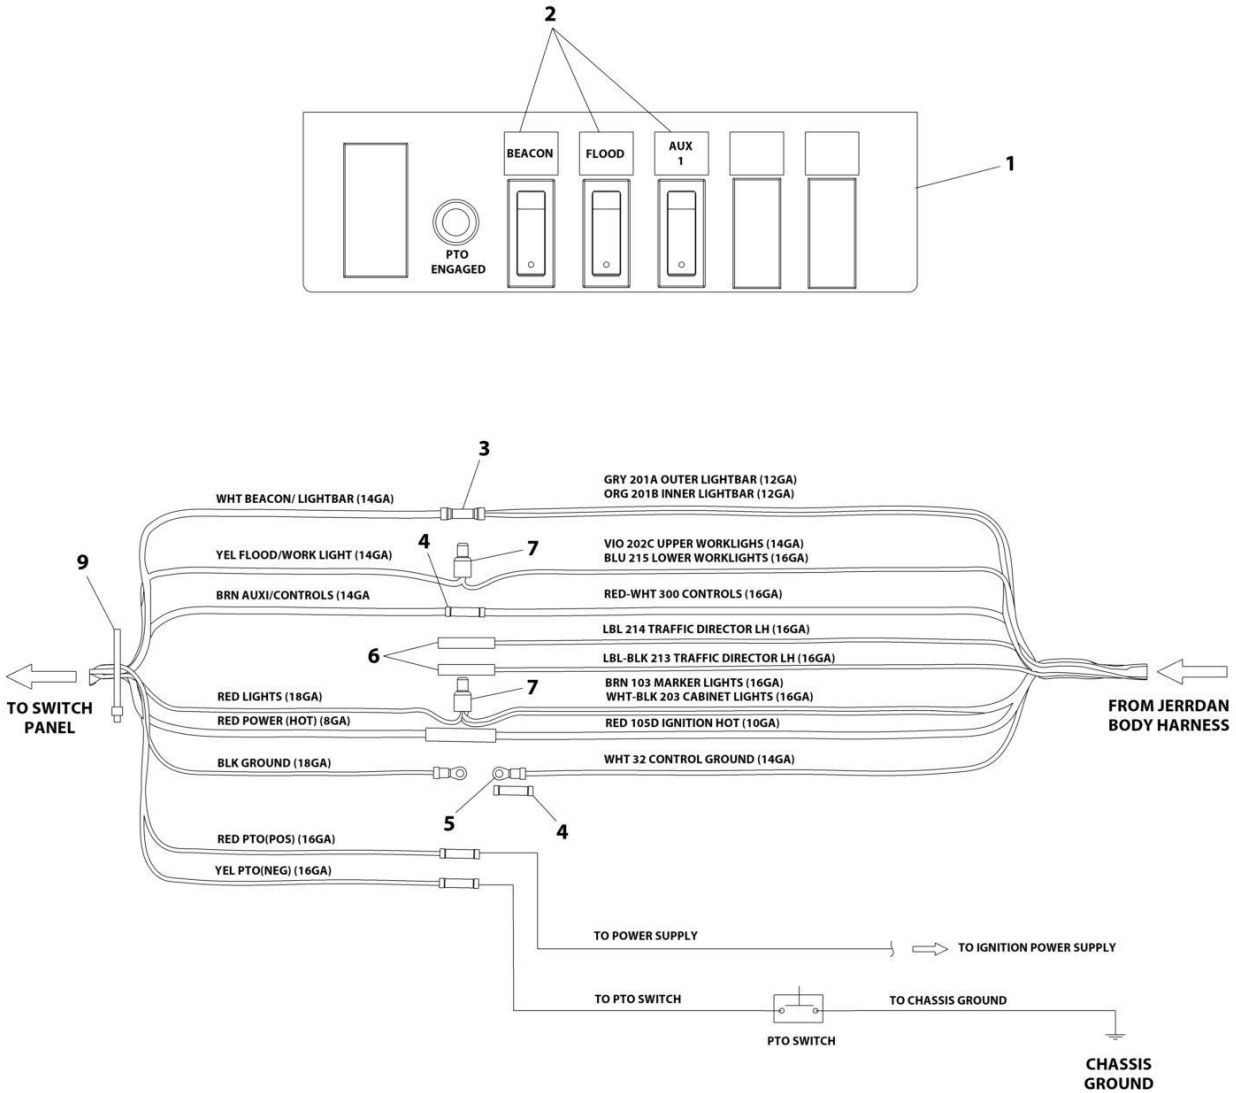 2
1
BEACON
FLOOD
AUX
1
PTO
ENGAGED
3
GRY 201A OUTER LIGHTBAR (12GA)
ORG 201B INNER LIGHTBAR (12GA)
WHT BEACON/ LIGHTBAR (14GA)
4
7
VIO 202C UPPER WORKLIGHS (14GA)
BLU 215 LOWER WORKLIGHTS (16GA)
YEL FLOOD/WORK LIGHT (14GA)
9
BRN AUXI/CONTROLS (14GA
RED-WHT 300 CONTROLS (16GA)
LBL 214 TRAFFIC DIRECTOR LH (16GA)
6
LBL-BLK 213 TRAFFIC DIRECTOR LH (16GA)
7
BRN 103 MARKER LIGHTS (16GA)
WHT-BLK 203 CABINET LIGHTS (16GA)
RED LIGHTS (18GA)
TO SWITCH
PANEL
FROM JERRDAN
BODY HARNESS
RED POWER (HOT) (8GA)
RED 105D IGNITION HOT (10GA)
BLK GROUND (18GA)
WHT 32 CONTROL GROUND (14GA)
5
4
RED PTO(POS) (16GA)
YEL PTO(NEG) (16GA)
TO POWER SUPPLY
TO IGNITION POWER SUPPLY
TO PTO SWITCH
TO CHASSIS GROUND
PTO SWITCH
CHASSIS
GROUND